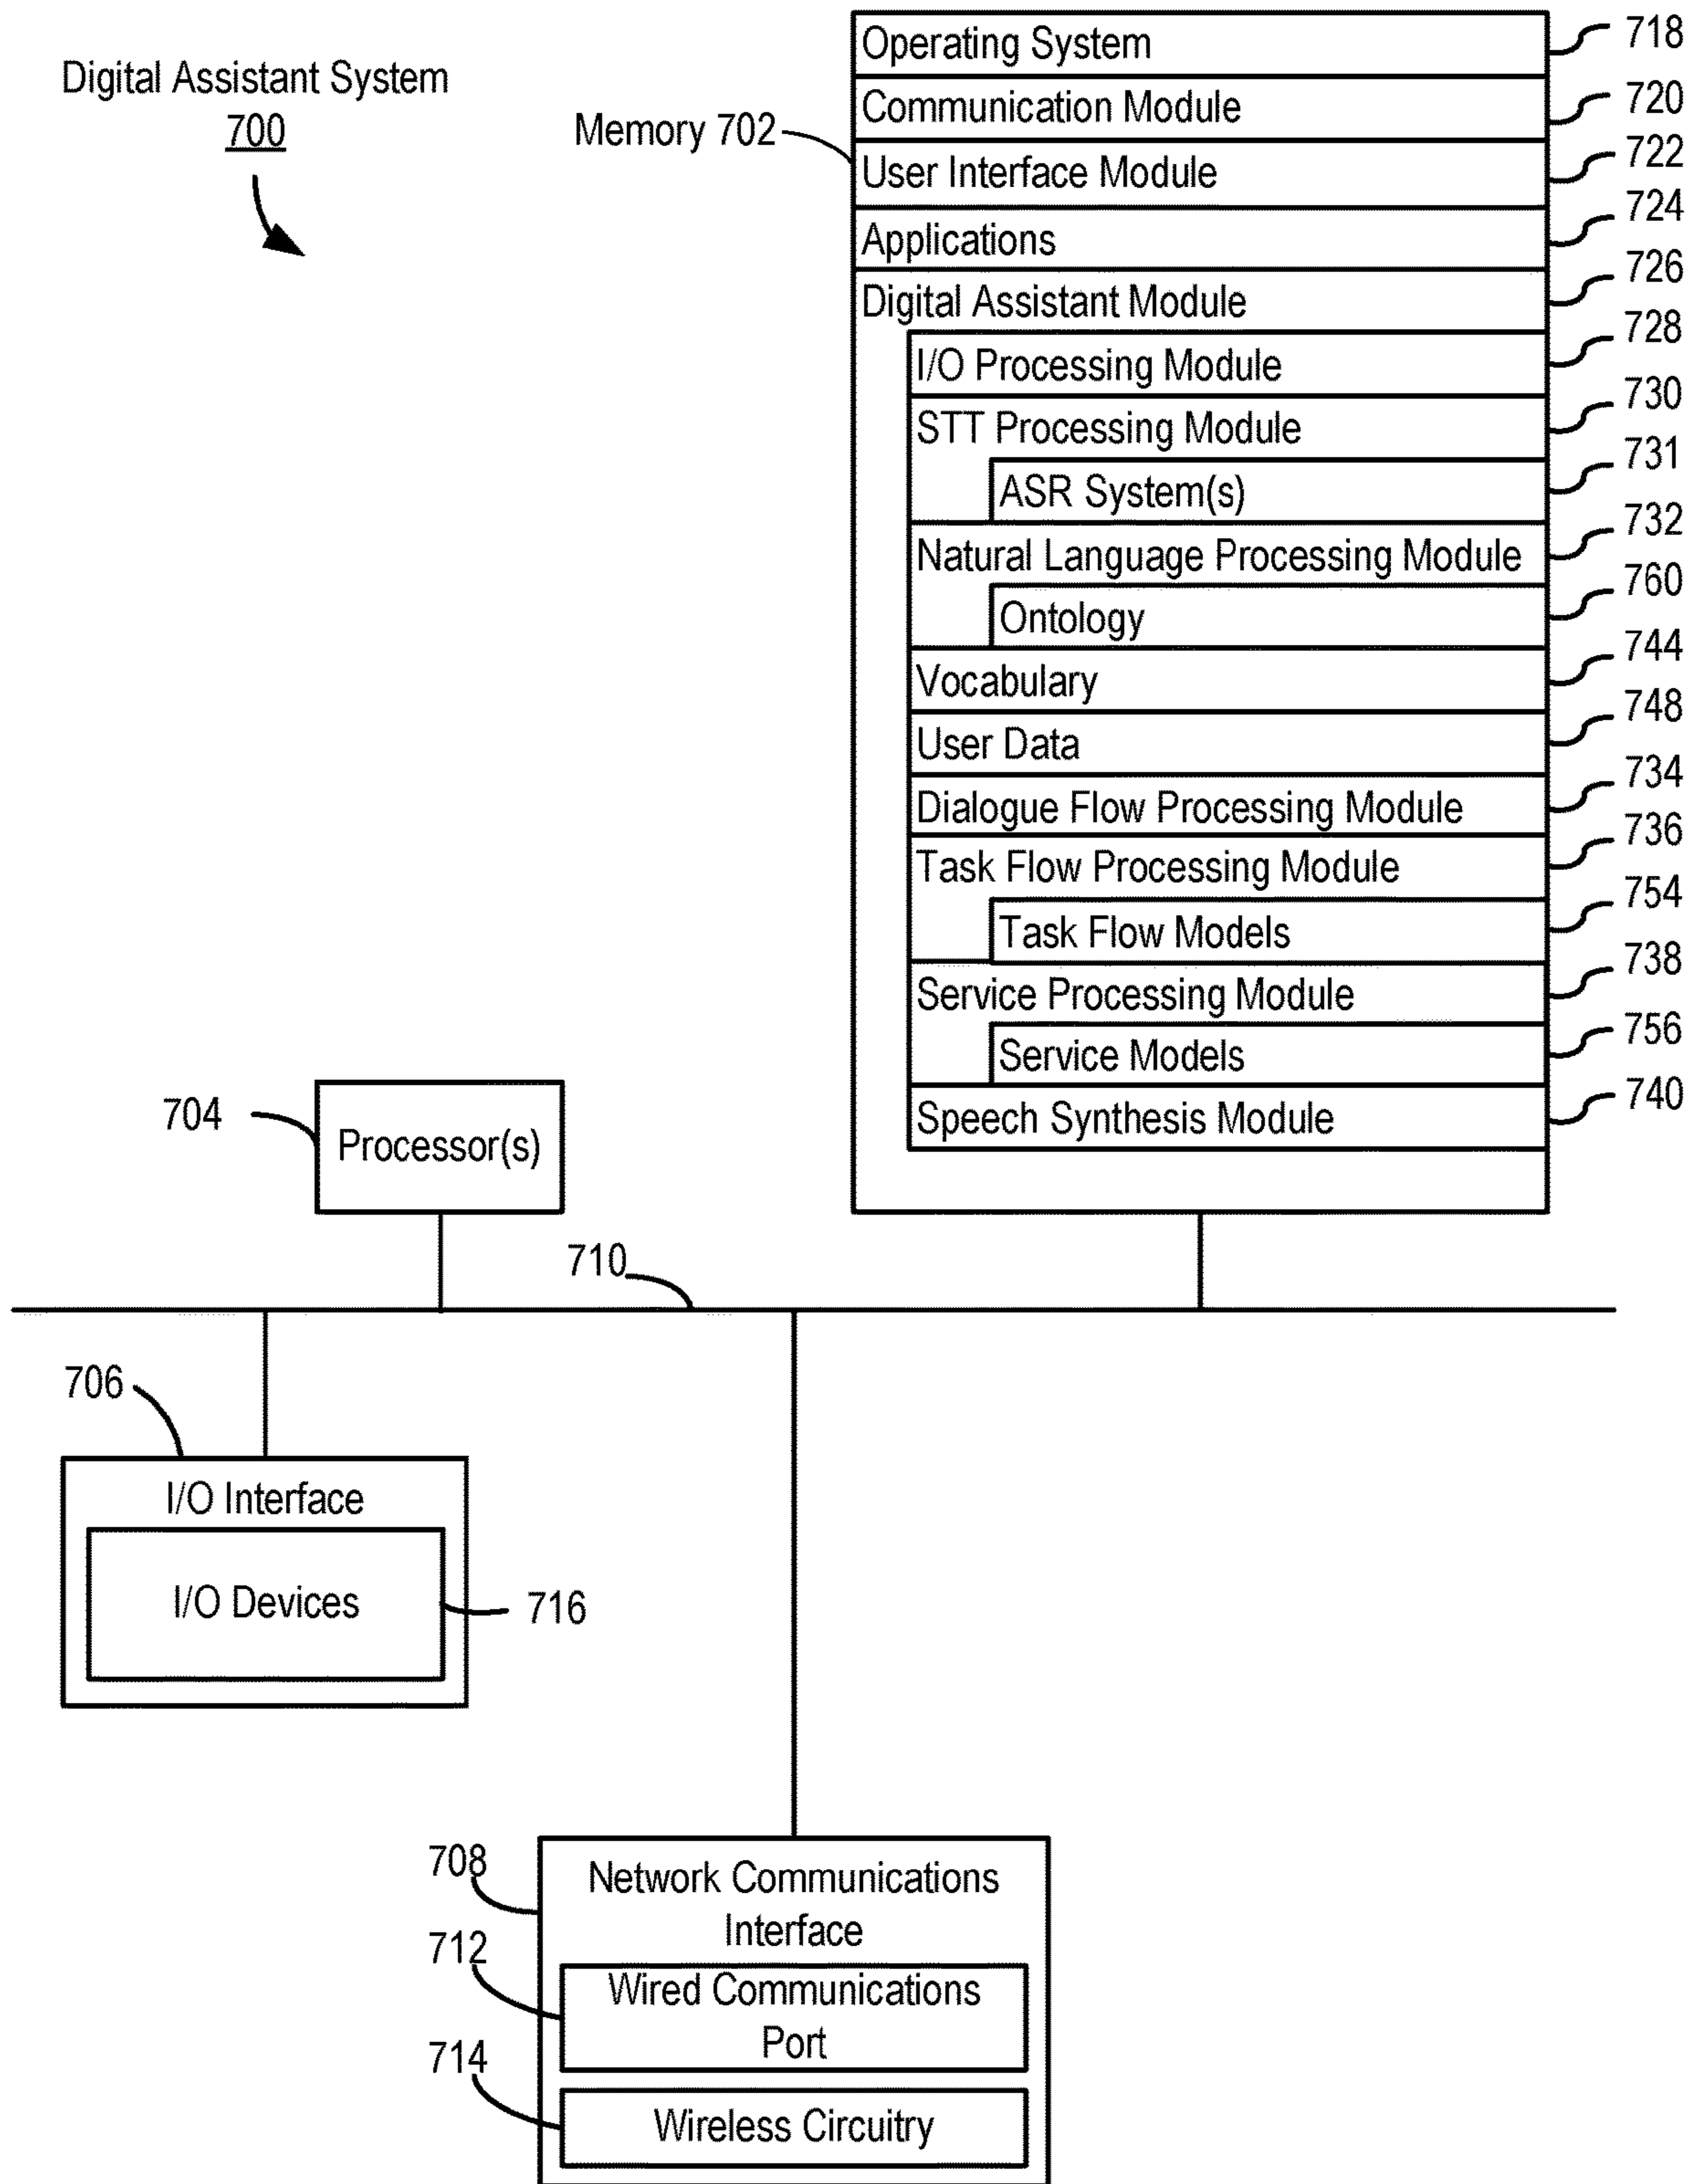 Digital Assistant System
700
Memory 702
Operating System 718
Communication Module 720
User Interface Module 722
Applications 724
Digital Assistant Module 726
I/O Processing Module 728
STT Processing Module 730
ASR System(s) 731
Natural Language Processing Module 732
Ontology 760
Vocabulary 744
User Data 748
Dialogue Flow Processing Module 734
Task Flow Processing Module 736
Task Flow Models 754
Service Processing Module 738
Service Models 756
Speech Synthesis Module 740
704
Processor(s)
710
706
I/O Interface
I/O Devices
716
708
Network Communications
Interface
712
Wired Communications
Port
714
Wireless Circuitry